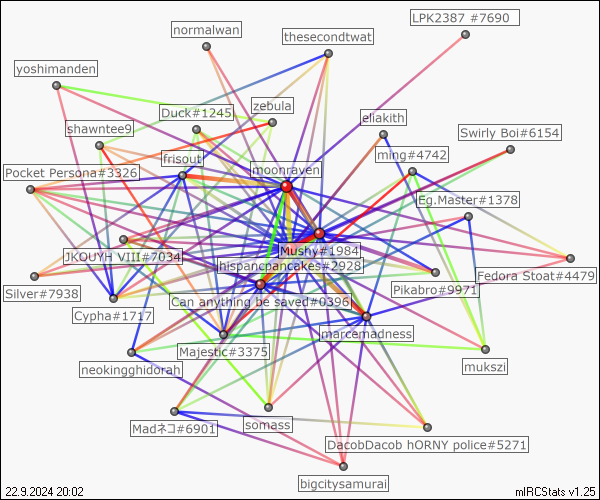 LPK2387 #7690
normalwan
thesecondtwat
yoshimanden
zebula
Duck#1245
eliakith
shawntee9
Swirly Boi#6154
frisout
ming#4742
Pocket Persona#3326
moonraven
Eg.Master#1378
Mushy#1984
JKOUYH VIII#7034
hispancpancakes#2928
Fedora Stoat#4479
Silver#7938
Pikabro#9971
Can anything be saved#0396
Cypha#1717
marcemadness
Majestic#3375
neokingghidorah
mukszi
somass
Madネコ#6901
DacobDacob hORNY police#5271
bigcitysamurai
22.9.2024 20:02
mIRCStats v1.25